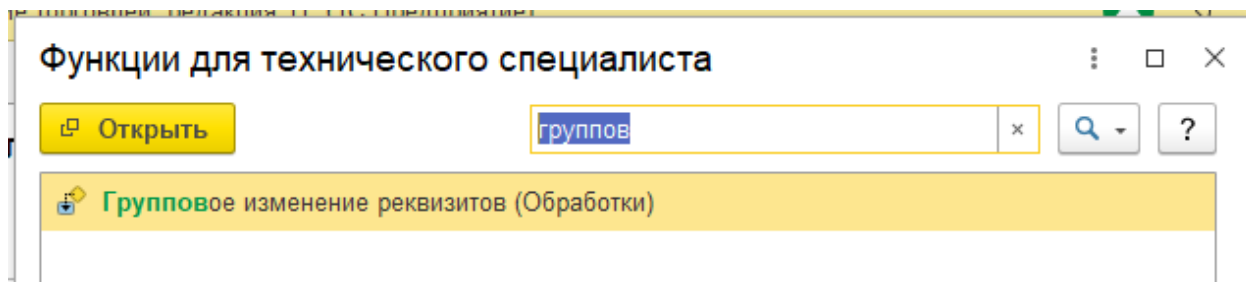 Функции для технического специалиста
Открыть
группов
?
Групповое изменение реквизитов (Обработки)